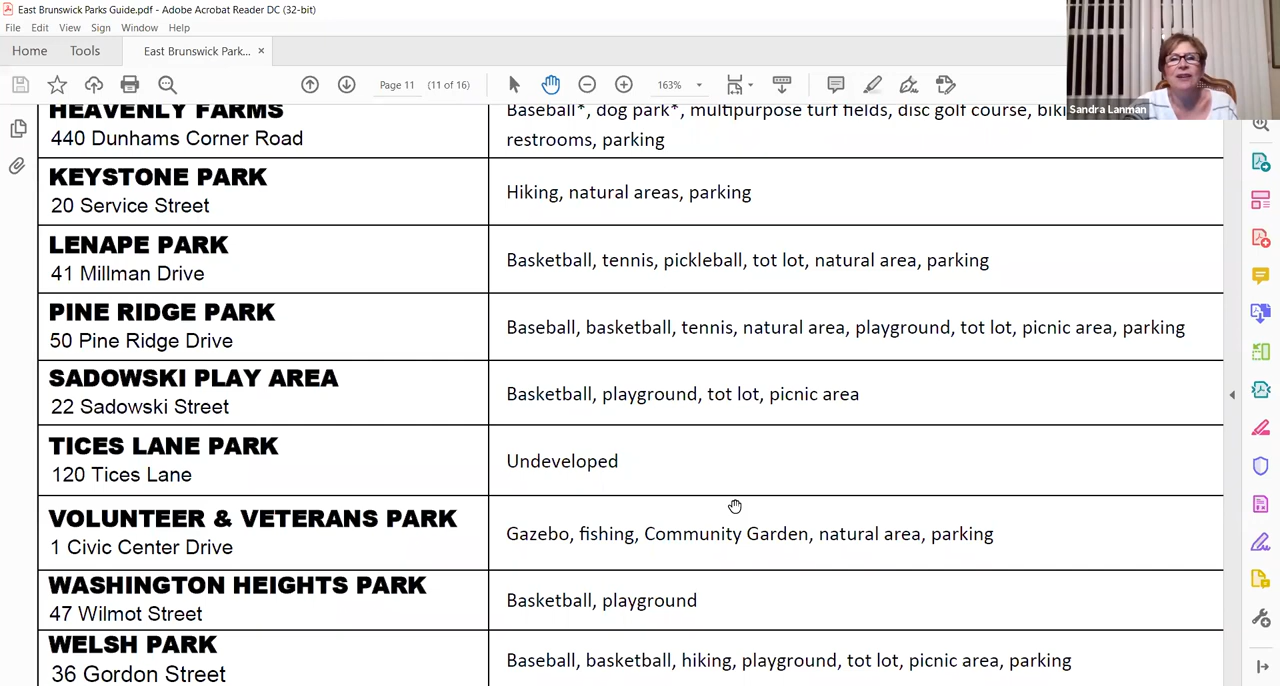 East Brunswick Parks Guide.pdf - Adobe Acrobat Reader DC (32-bit)
File Edit View Sign Window Help
Home Tools East Brunswick Park... ×
Page 11 (11 of 16) 163%
Sandra Lanman
HEAVENLY FARMS
440 Dunhams Corner Road
Baseball*, dog park*, multipurpose turf fields, disc golf course, biki
restrooms, parking
KEYSTONE PARK
20 Service Street
Hiking, natural areas, parking
LENAPE PARK
41 Millman Drive
Basketball, tennis, pickleball, tot lot, natural area, parking
PINE RIDGE PARK
50 Pine Ridge Drive
Baseball, basketball, tennis, natural area, playground, tot lot, picnic area, parking
SADOWSKI PLAY AREA
22 Sadowski Street
Basketball, playground, tot lot, picnic area
TICES LANE PARK
120 Tices Lane
Undeveloped
VOLUNTEER & VETERANS PARK
1 Civic Center Drive
Gazebo, fishing, Community Garden, natural area, parking
WASHINGTON HEIGHTS PARK
47 Wilmot Street
Basketball, playground
WELSH PARK
36 Gordon Street
Baseball, basketball, hiking, playground, tot lot, picnic area, parking